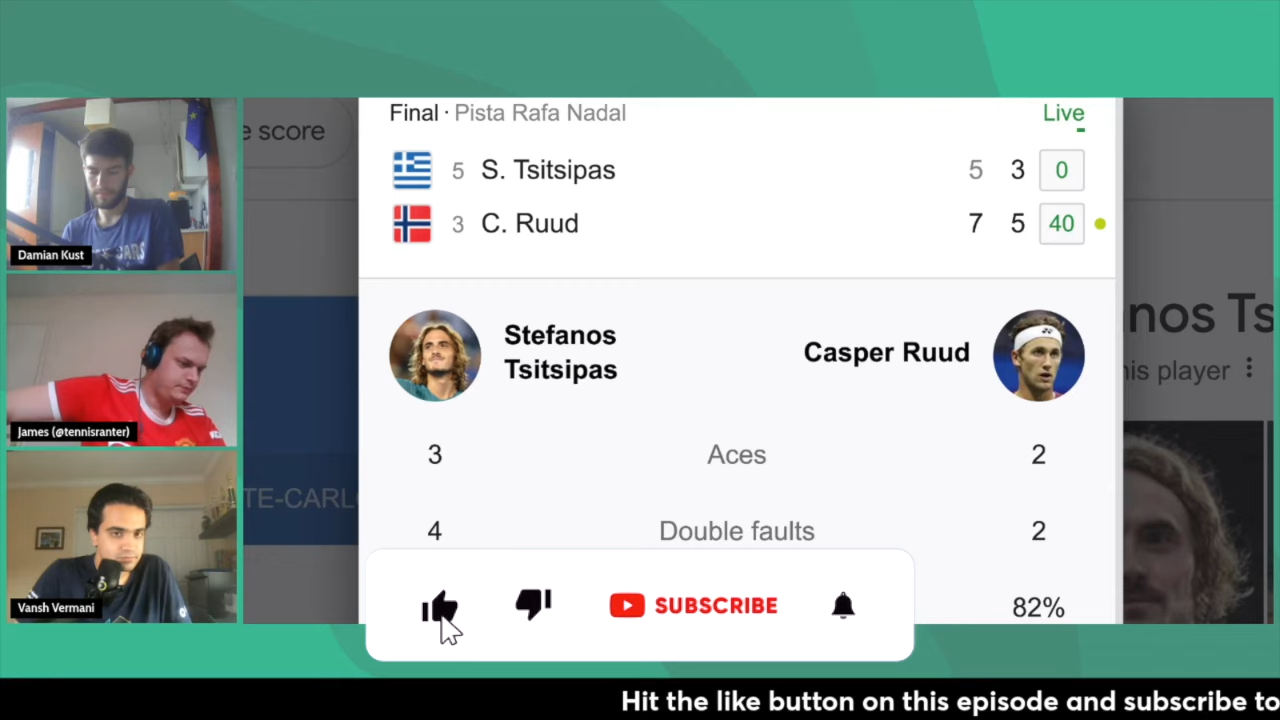 e score
Final · Pista Rafa Nadal
Live
5 S. Tsitsipas 5 3 0
3 C. Ruud 7 5 40
Stefanos
Tsitsipas
Casper Ruud
nos Ts
his player
3 Aces 2
TE-CARL
4 Double faults 2
82%
Damian Kust
James (@tennisranter)
Vansh Vermani
SUBSCRIBE
Hit the like button on this episode and subscribe to